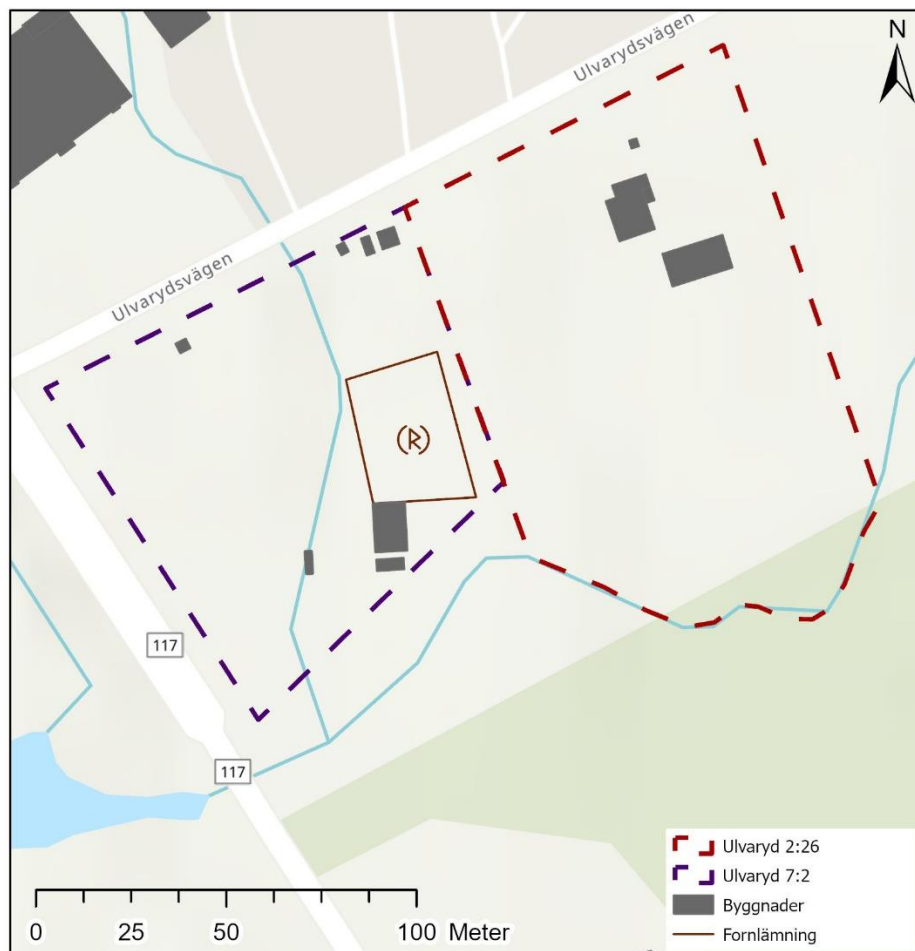 Ulvarydsvägen
N
Ulvarydsvägen
R
117
117
Ulvaryd 2:26
Ulvaryd 7:2
Byggnader
Fornlämning
0 25 50 100 Meter